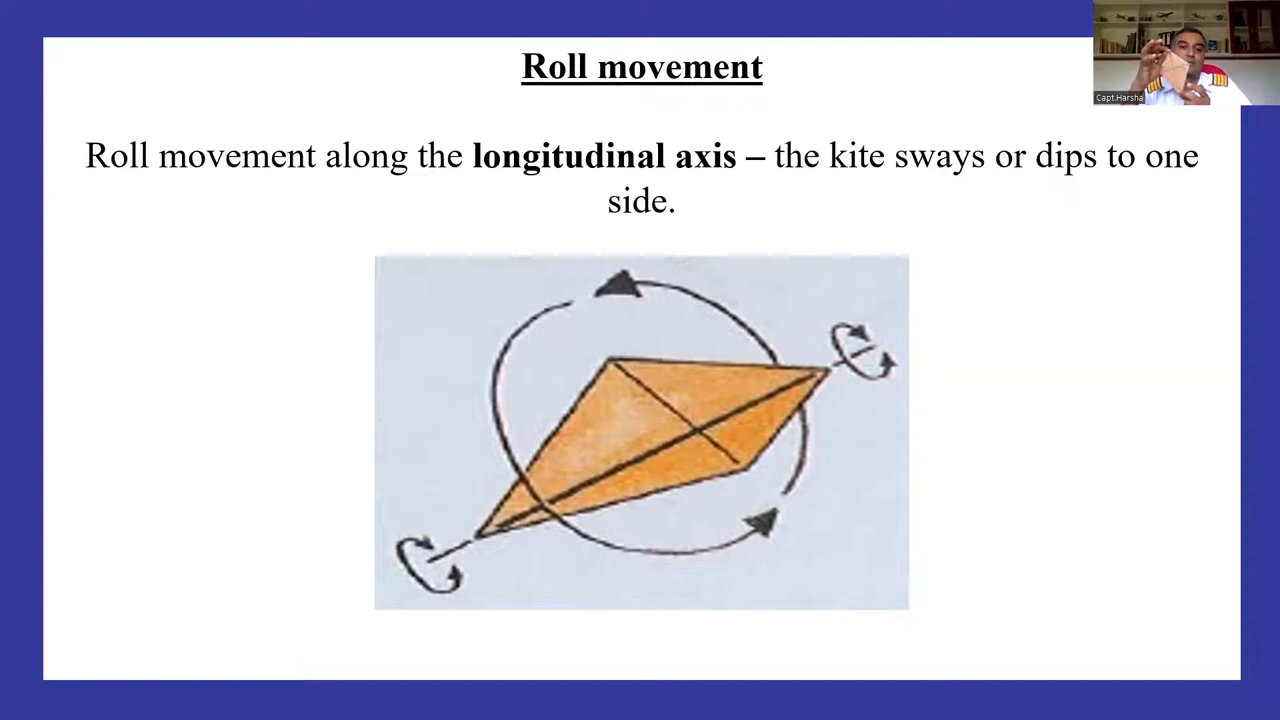 Roll movement
Capt.Harsha
Roll movement along the longitudinal axis – the kite sways or dips to one
side.